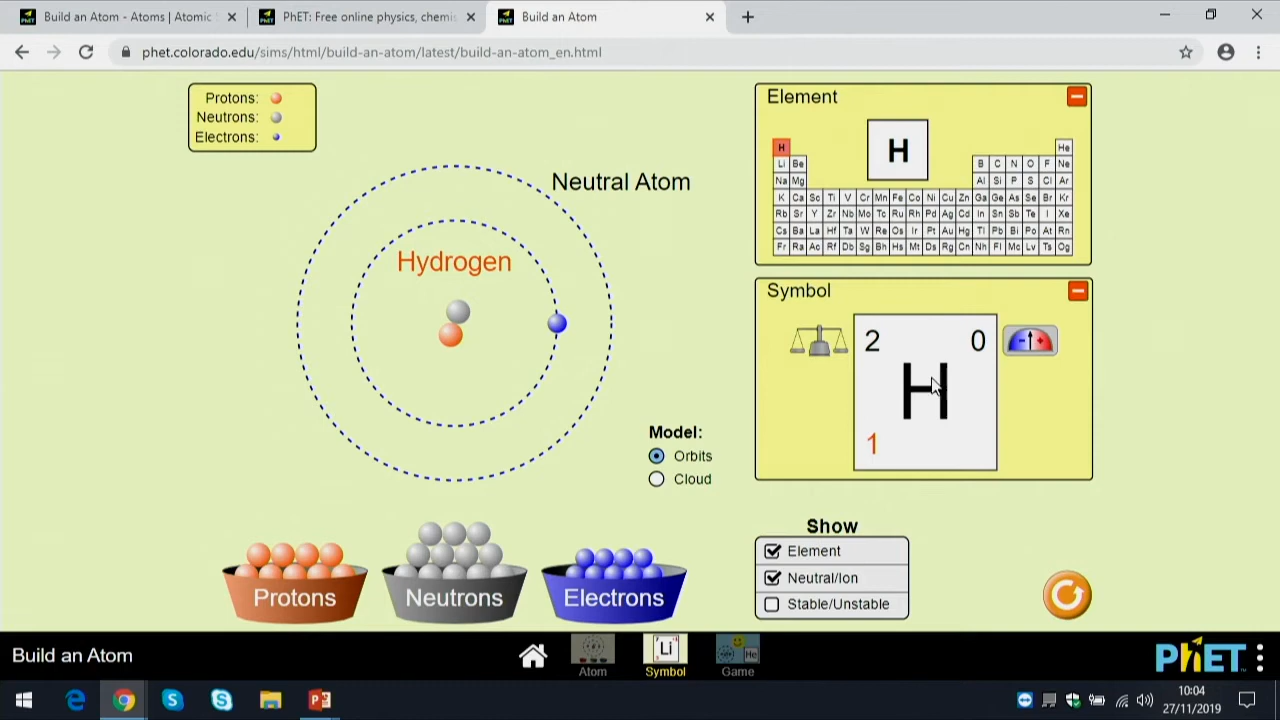 Build an Atom - Atoms | Atomic
PhET: Free online physics, chemis
Build an Atom
phet.colorado.edu/sims/html/build-an-atom/latest/build-an-atom_en.html
Protons:
Neutrons:
Electrons:
Neutral Atom
Hydrogen
Element
H
H He
Li Be B C N O F Ne
Na Mg Al Si P S Cl Ar
K Ca Sc Ti V Cr Mn Fe Co Ni Cu Zn Ga Ge As Se Br Kr
Rb Sr Y Zr Nb Mo Tc Ru Rh Pd Ag Cd In Sn Sb Te I Xe
Cs Ba La Hf Ta W Re Os Ir Pt Au Hg Tl Pb Bi Po At Rn
Fr Ra Ac Rf Db Sg Bh Hs Mt Ds Rg Cn Nh Fl Mc Lv Ts Og
Symbol
2 0
- +
H
1
Model:
Orbits
Cloud
Protons
Neutrons
Electrons
Show
Element
Neutral/Ion
Stable/Unstable
Build an Atom
Atom
Li
Symbol
He
Game
PhET
10:04
27/11/2019